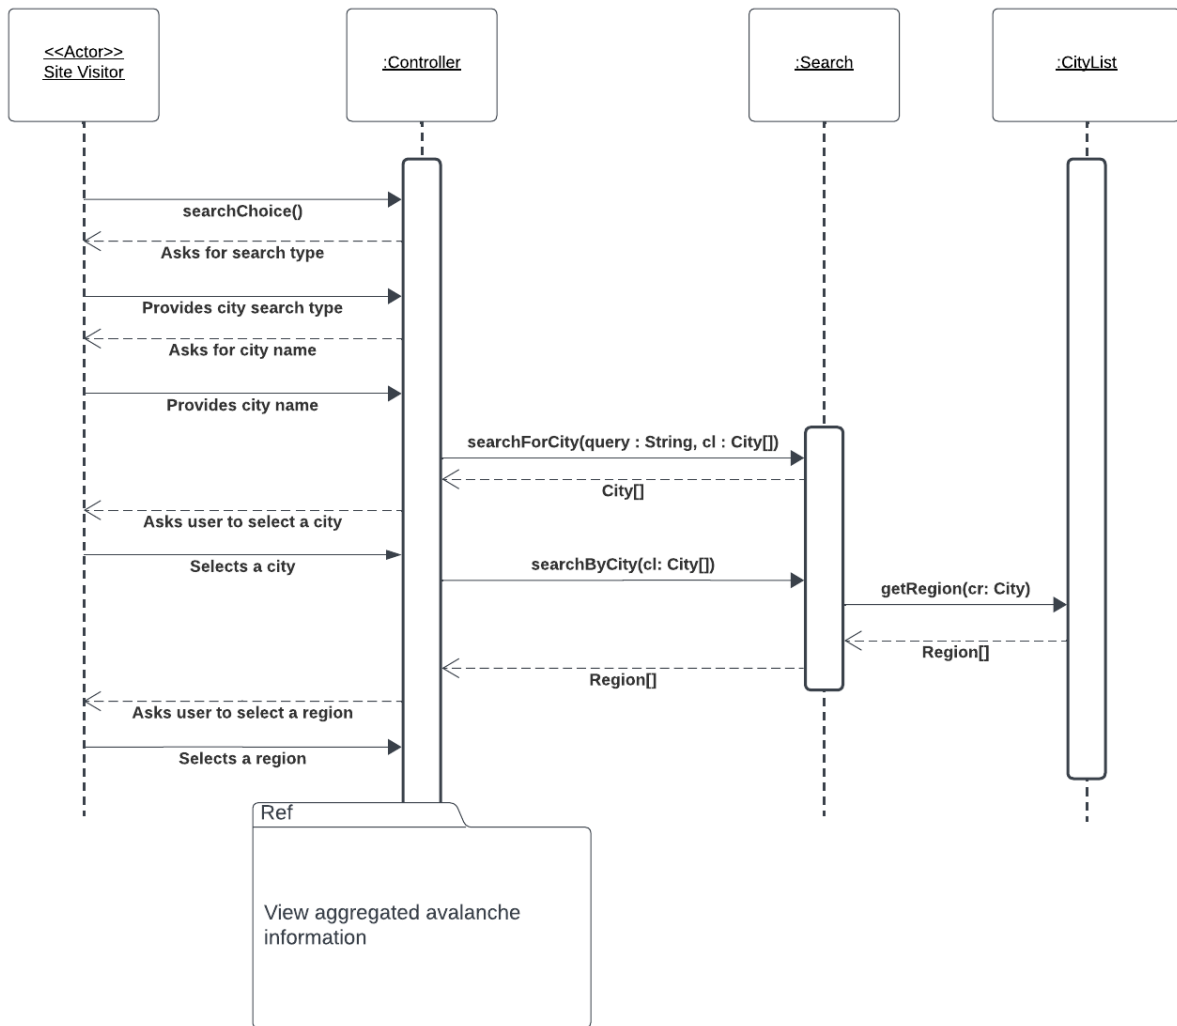 <<Actor>>
Site Visitor
:Controller
:Search
:CityList
searchChoice()
Asks for search type
Provides city search type
Asks for city name
Provides city name
searchForCity(query : String, cl : City[])
City[]
Asks user to select a city
Selects a city
searchByCity(cl: City[])
getRegion(cr: City)
Region[]
Region[]
Asks user to select a region
Selects a region
Ref
View aggregated avalanche
information